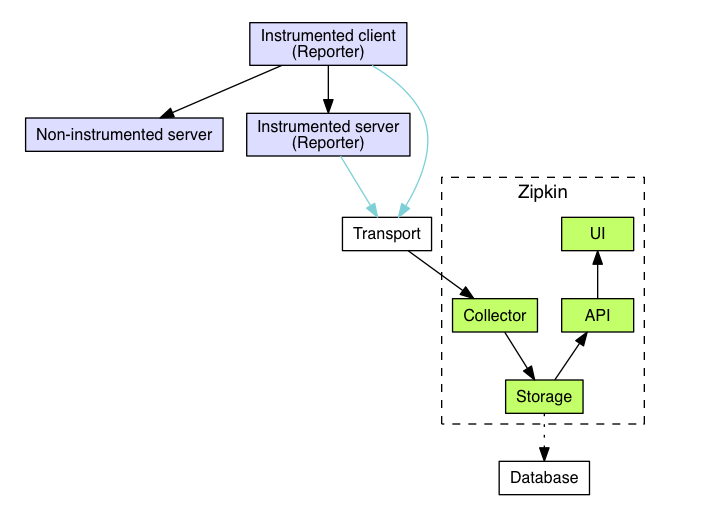 Instrumented client
(Reporter)
Non-instrumented server
Instrumented server
(Reporter)
Zipkin
Transport
UI
Collector
API
Storage
Database